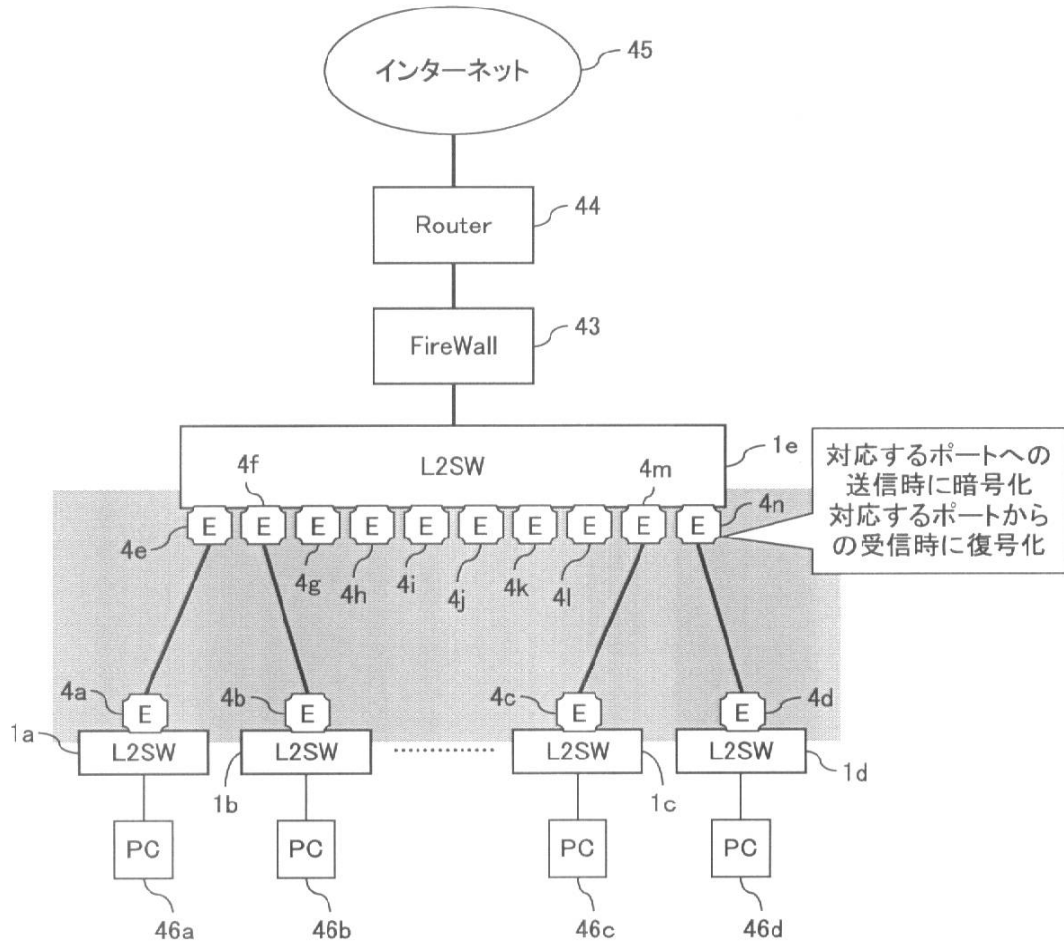 インターネット
45
Router
44
FireWall
43
L2SW
1e
対応するポートへの
送信時に暗号化
対応するポートから
の受信時に復号化
4f
4m
E E E E E E E E E E
4n
4e
4g
4h
4i
4j
4k
4l
4a
E
4b
E
4c
E
4d
E
1a
L2SW
L2SW
L2SW
L2SW
1b
1c
1d
PC
PC
PC
PC
46a
46b
46c
46d